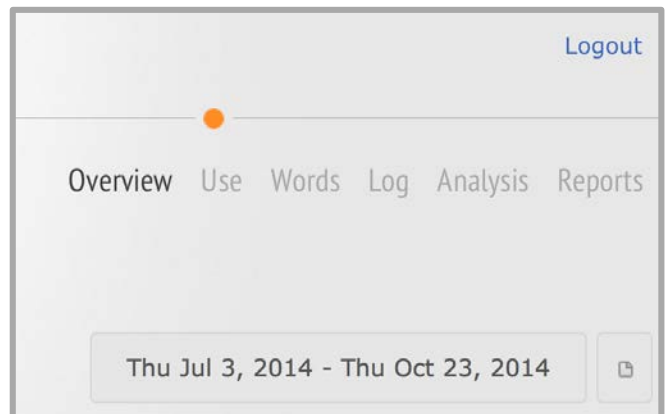 Logout
Overview Use Words Log Analysis Reports
Thu Jul 3, 2014 - Thu Oct 23, 2014